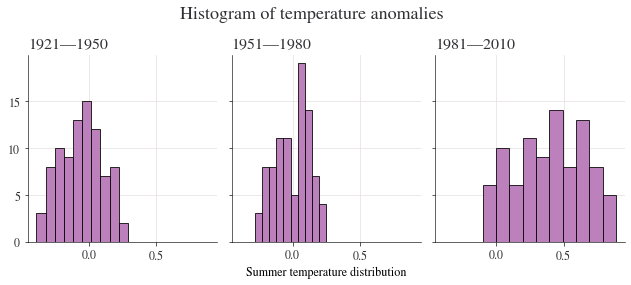 Histogram of temperature anomalies
1921—1950 1951—1980 1981—2010
15
10
5
0
0.0 0.5 0.0 0.5 0.0 0.5
Summer temperature distribution